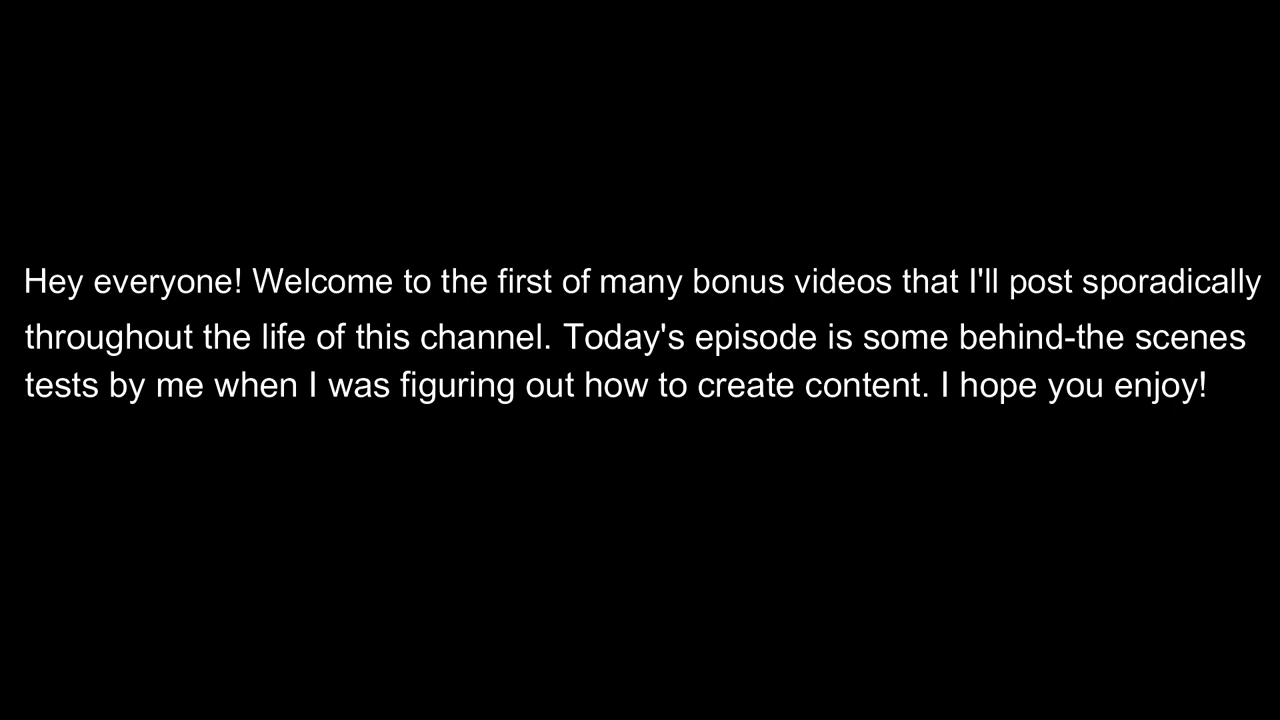 Hey everyone! Welcome to the first of many bonus videos that I'll post sporadically
throughout the life of this channel. Today's episode is some behind-the scenes
tests by me when I was figuring out how to create content. I hope you enjoy!